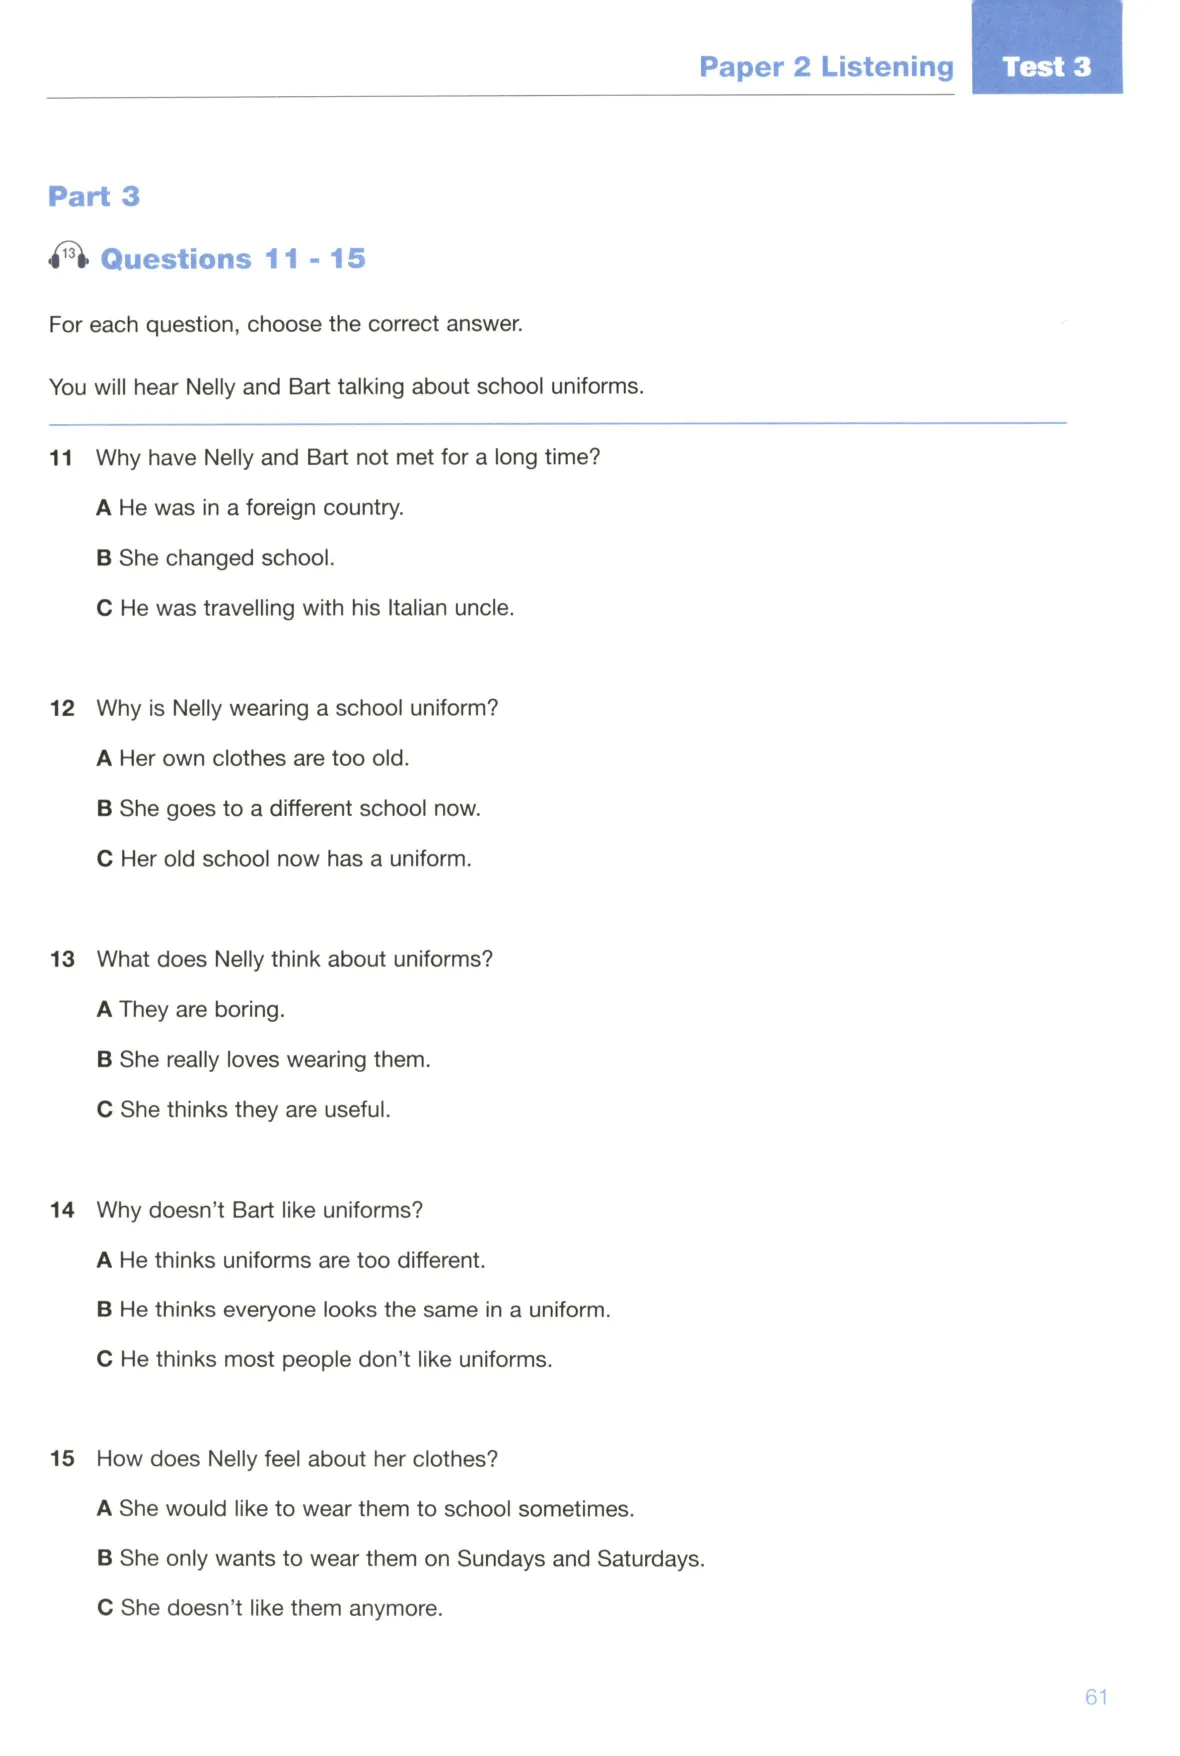 Paper 2 Listening Test 3
Part 3
13 Questions 11 - 15
For each question, choose the correct answer.
You will hear Nelly and Bart talking about school uniforms.
11 Why have Nelly and Bart not met for a long time?
A He was in a foreign country.
B She changed school.
C He was travelling with his Italian uncle.
12 Why is Nelly wearing a school uniform?
A Her own clothes are too old.
B She goes to a different school now.
C Her old school now has a uniform.
13 What does Nelly think about uniforms?
A They are boring.
B She really loves wearing them.
C She thinks they are useful.
14 Why doesn't Bart like uniforms?
A He thinks uniforms are too different.
B He thinks everyone looks the same in a uniform.
C He thinks most people don't like uniforms.
15 How does Nelly feel about her clothes?
A She would like to wear them to school sometimes.
B She only wants to wear them on Sundays and Saturdays.
C She doesn't like them anymore.
61